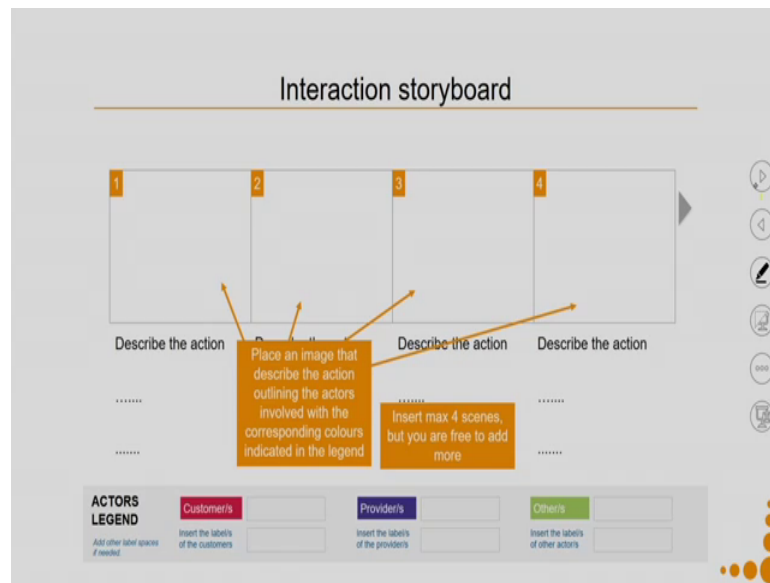 Interaction storyboard
1
2
3
4
Describe the action
Describe the action
Describe the action
.......
.......
.......
.......
.......
Place an image that
describe the action
outlining the actors
involved with the
corresponding colours
indicated in the legend
Insert max 4 scenes,
but you are free to add
more
ACTORS
LEGEND
Add other label spaces
if needed.
Customer/s
Insert the label/s
of the customers
Provider/s
Insert the label/s
of the provider/s
Other/s
Insert the label/s
of other actor/s